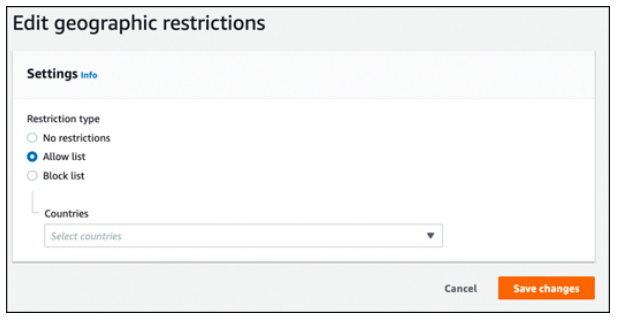 Edit geographic restrictions
Settings Info
Restriction type
No restrictions
Allow list
Block list
Countries
Select countries
Cancel Save changes